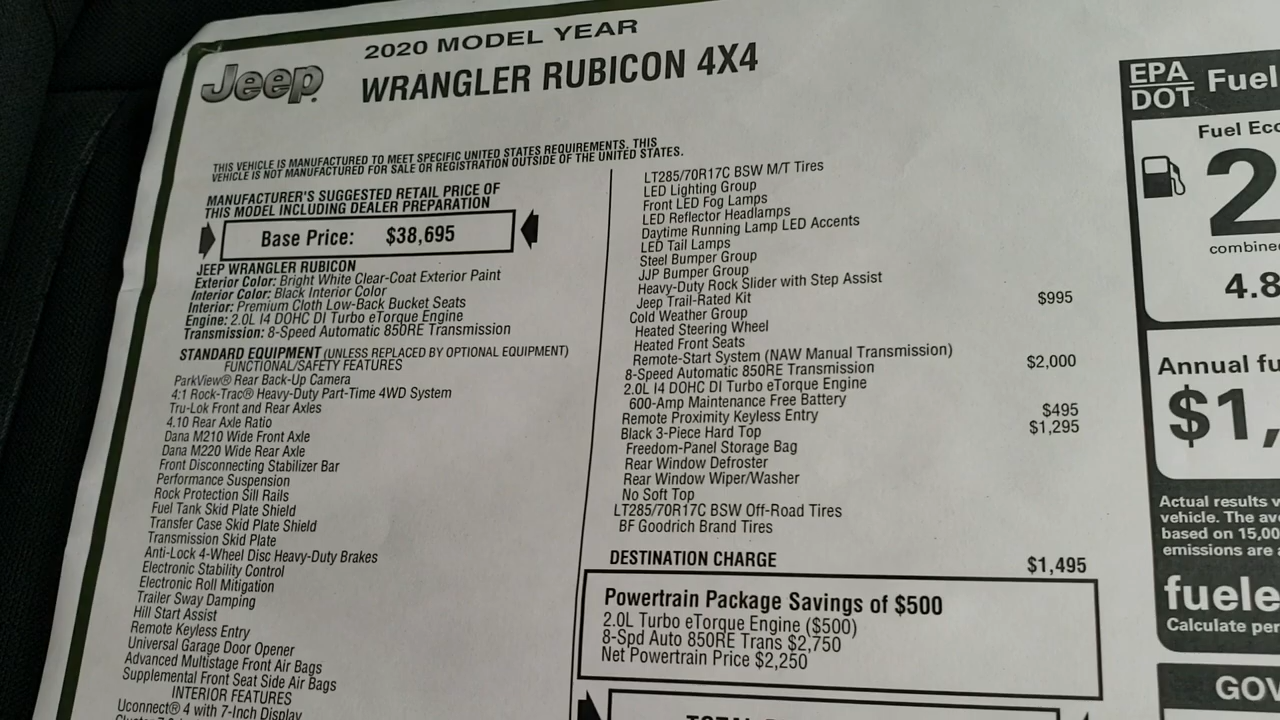 Jeep
2020 MODEL YEAR
WRANGLER RUBICON 4X4
THIS VEHICLE IS MANUFACTURED TO MEET SPECIFIC UNITED STATES REQUIREMENTS. THIS
VEHICLE IS NOT MANUFACTURED FOR SALE OR REGISTRATION OUTSIDE OF THE UNITED STATES.
MANUFACTURER'S SUGGESTED RETAIL PRICE OF
THIS MODEL INCLUDING DEALER PREPARATION
Base Price: $38,695
JEEP WRANGLER RUBICON
Exterior Color: Bright White Clear-Coat Exterior Paint
Interior Color: Black Interior Color
Interior: Premium Cloth Low-Back Bucket Seats
Engine: 2.0L I4 DOHC DI Turbo eTorque Engine
Transmission: 8-Speed Automatic 850RE Transmission
STANDARD EQUIPMENT (UNLESS REPLACED BY OPTIONAL EQUIPMENT)
FUNCTIONAL/SAFETY FEATURES
ParkView® Rear Back-Up Camera
4:1 Rock-Trac® Heavy-Duty Part-Time 4WD System
Tru-Lok Front and Rear Axles
4.10 Rear Axle Ratio
Dana M210 Wide Front Axle
Dana M220 Wide Rear Axle
Front Disconnecting Stabilizer Bar
Performance Suspension
Rock Protection Sill Rails
Fuel Tank Skid Plate Shield
Transfer Case Skid Plate Shield
Transmission Skid Plate
Anti-Lock 4-Wheel Disc Heavy-Duty Brakes
Electronic Stability Control
Electronic Roll Mitigation
Trailer Sway Damping
Hill Start Assist
Remote Keyless Entry
Universal Garage Door Opener
Advanced Multistage Front Air Bags
Supplemental Front Seat Side Air Bags
INTERIOR FEATURES
Uconnect® 4 with 7-Inch Display
LT285/70R17C BSW M/T Tires
LED Lighting Group
Front LED Fog Lamps
LED Reflector Headlamps
Daytime Running Lamp LED Accents
LED Tail Lamps
Steel Bumper Group
JJP Bumper Group
Heavy-Duty Rock Slider with Step Assist
Jeep Trail-Rated Kit
Cold Weather Group $995
Heated Steering Wheel
Heated Front Seats
Remote-Start System (NAW Manual Transmission)
8-Speed Automatic 850RE Transmission $2,000
2.0L I4 DOHC DI Turbo eTorque Engine
600-Amp Maintenance Free Battery
Remote Proximity Keyless Entry $495
Black 3-Piece Hard Top $1,295
Freedom-Panel Storage Bag
Rear Window Defroster
Rear Window Wiper/Washer
No Soft Top
LT285/70R17C BSW Off-Road Tires
BF Goodrich Brand Tires
DESTINATION CHARGE $1,495
Powertrain Package Savings of $500
2.0L Turbo eTorque Engine ($500)
8-Spd Auto 850RE Trans $2,750
Net Powertrain Price $2,250
EPA
DOT Fuel
Fuel Eco
2
combined
4.8
Annual fu
$1,
Actual results v
vehicle. The ave
based on 15,00
emissions are
fuele
Calculate per
GOV